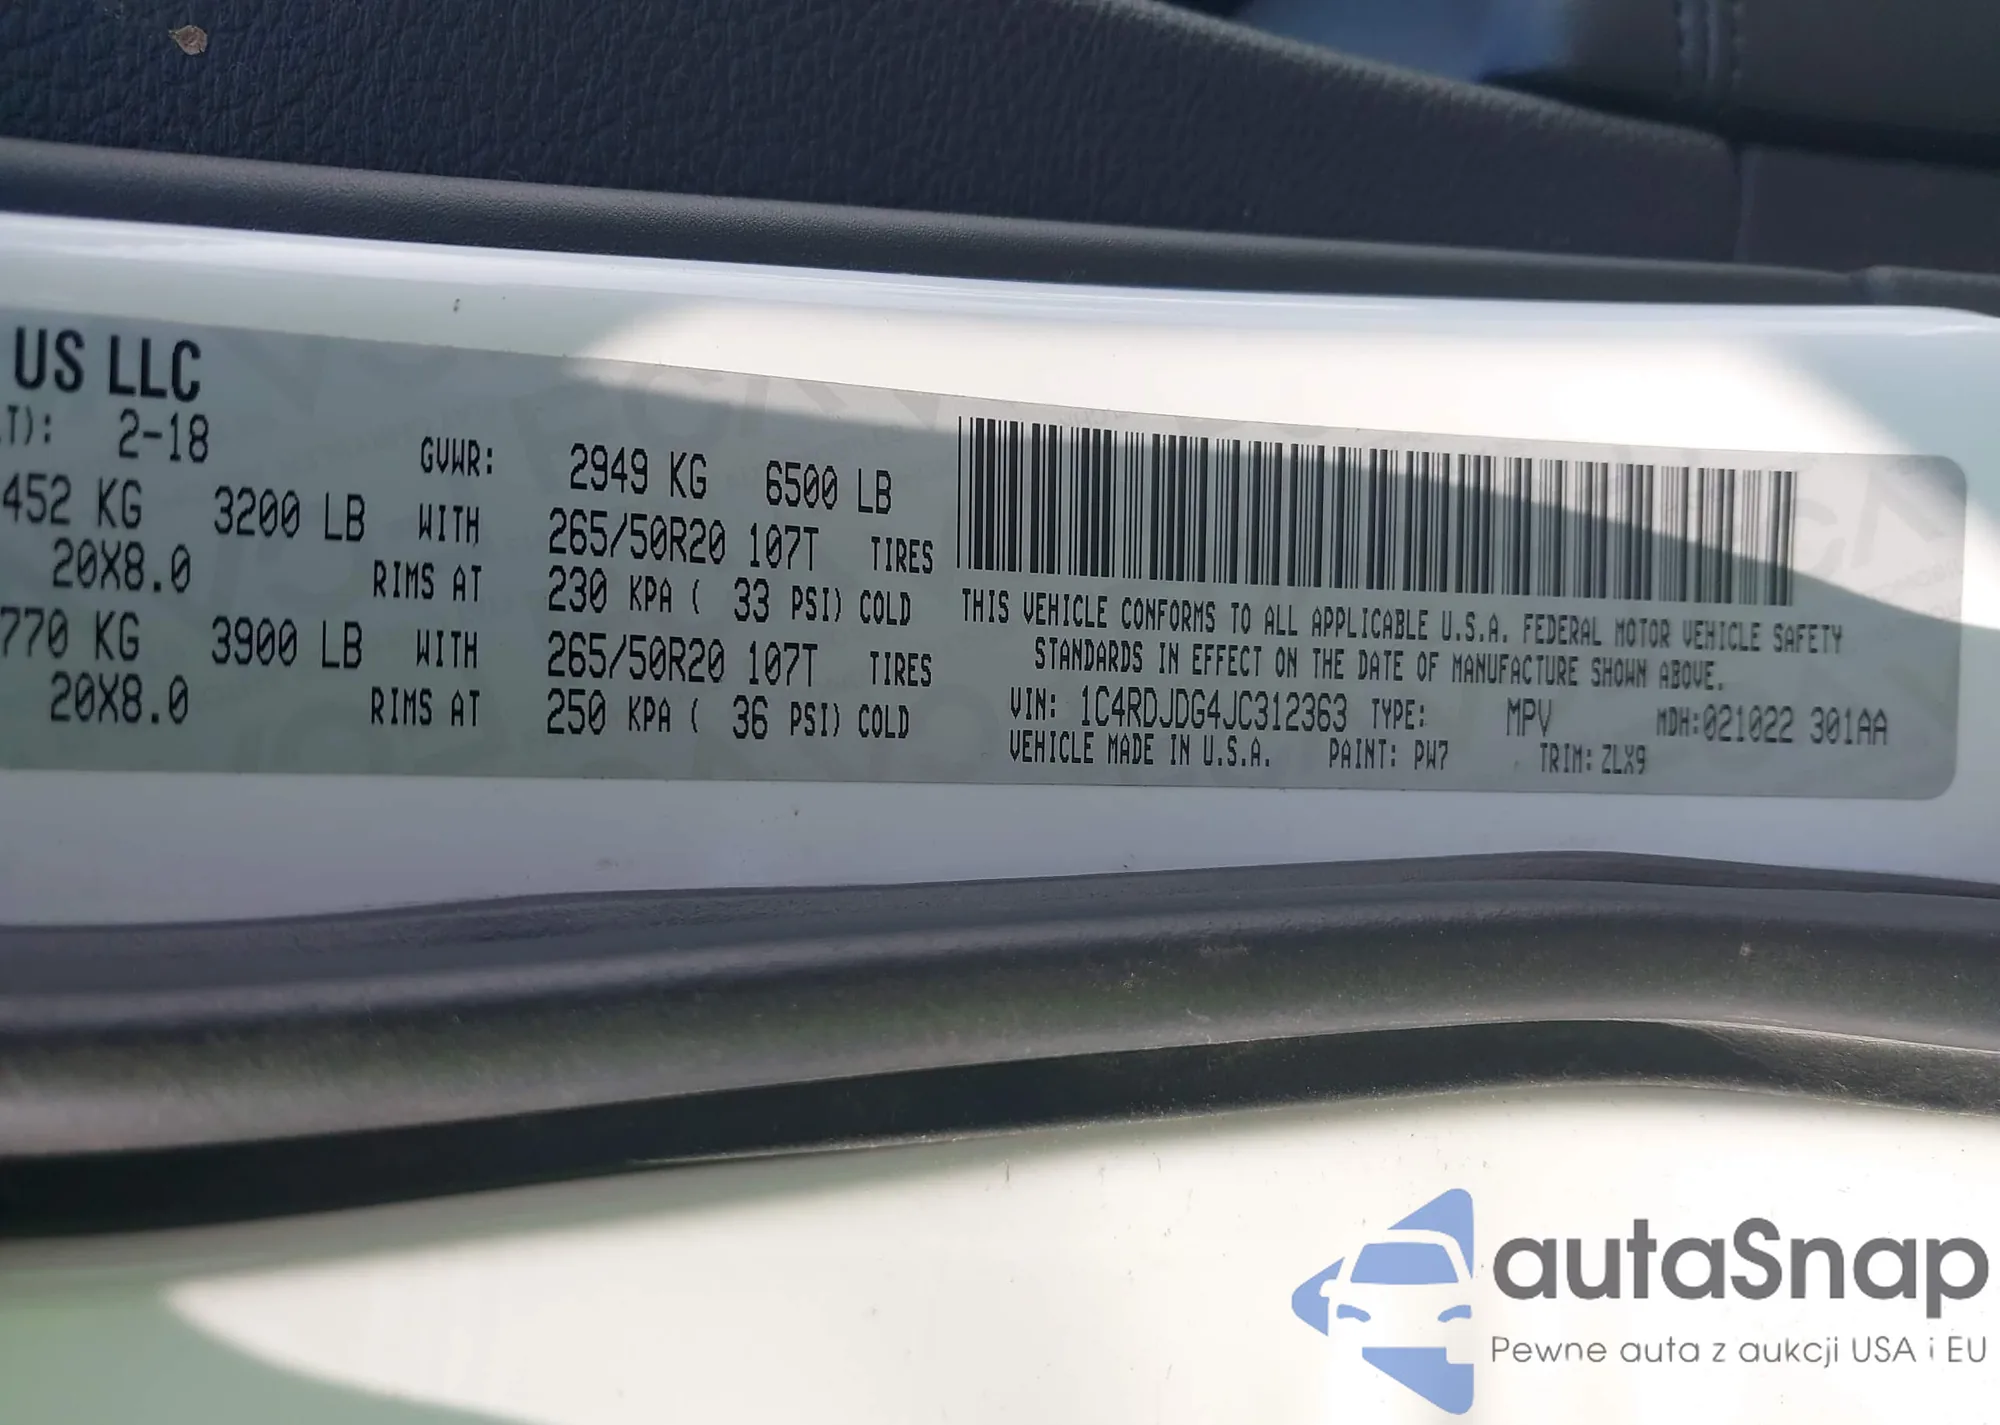 US LLC
T): 2-18
GVWR: 2949 KG 6500 LB
452 KG 3200 LB WITH 265/50R20 107T TIRES
20X8.0 RIMS AT 230 KPA ( 33 PSI) COLD
770 KG 3900 LB WITH 265/50R20 107T TIRES
20X8.0 RIMS AT 250 KPA ( 36 PSI) COLD
THIS VEHICLE CONFORMS TO ALL APPLICABLE U.S.A. FEDERAL MOTOR VEHICLE SAFETY
STANDARDS IN EFFECT ON THE DATE OF MANUFACTURE SHOWN ABOVE.
VIN: 1C4RDJDG4JC312363 TYPE: MPV MDH:021022 301AA
VEHICLE MADE IN U.S.A. PAINT: PW7 TRIM: ZLX9
autaSnap
Pewne auta z aukcji USA i EU